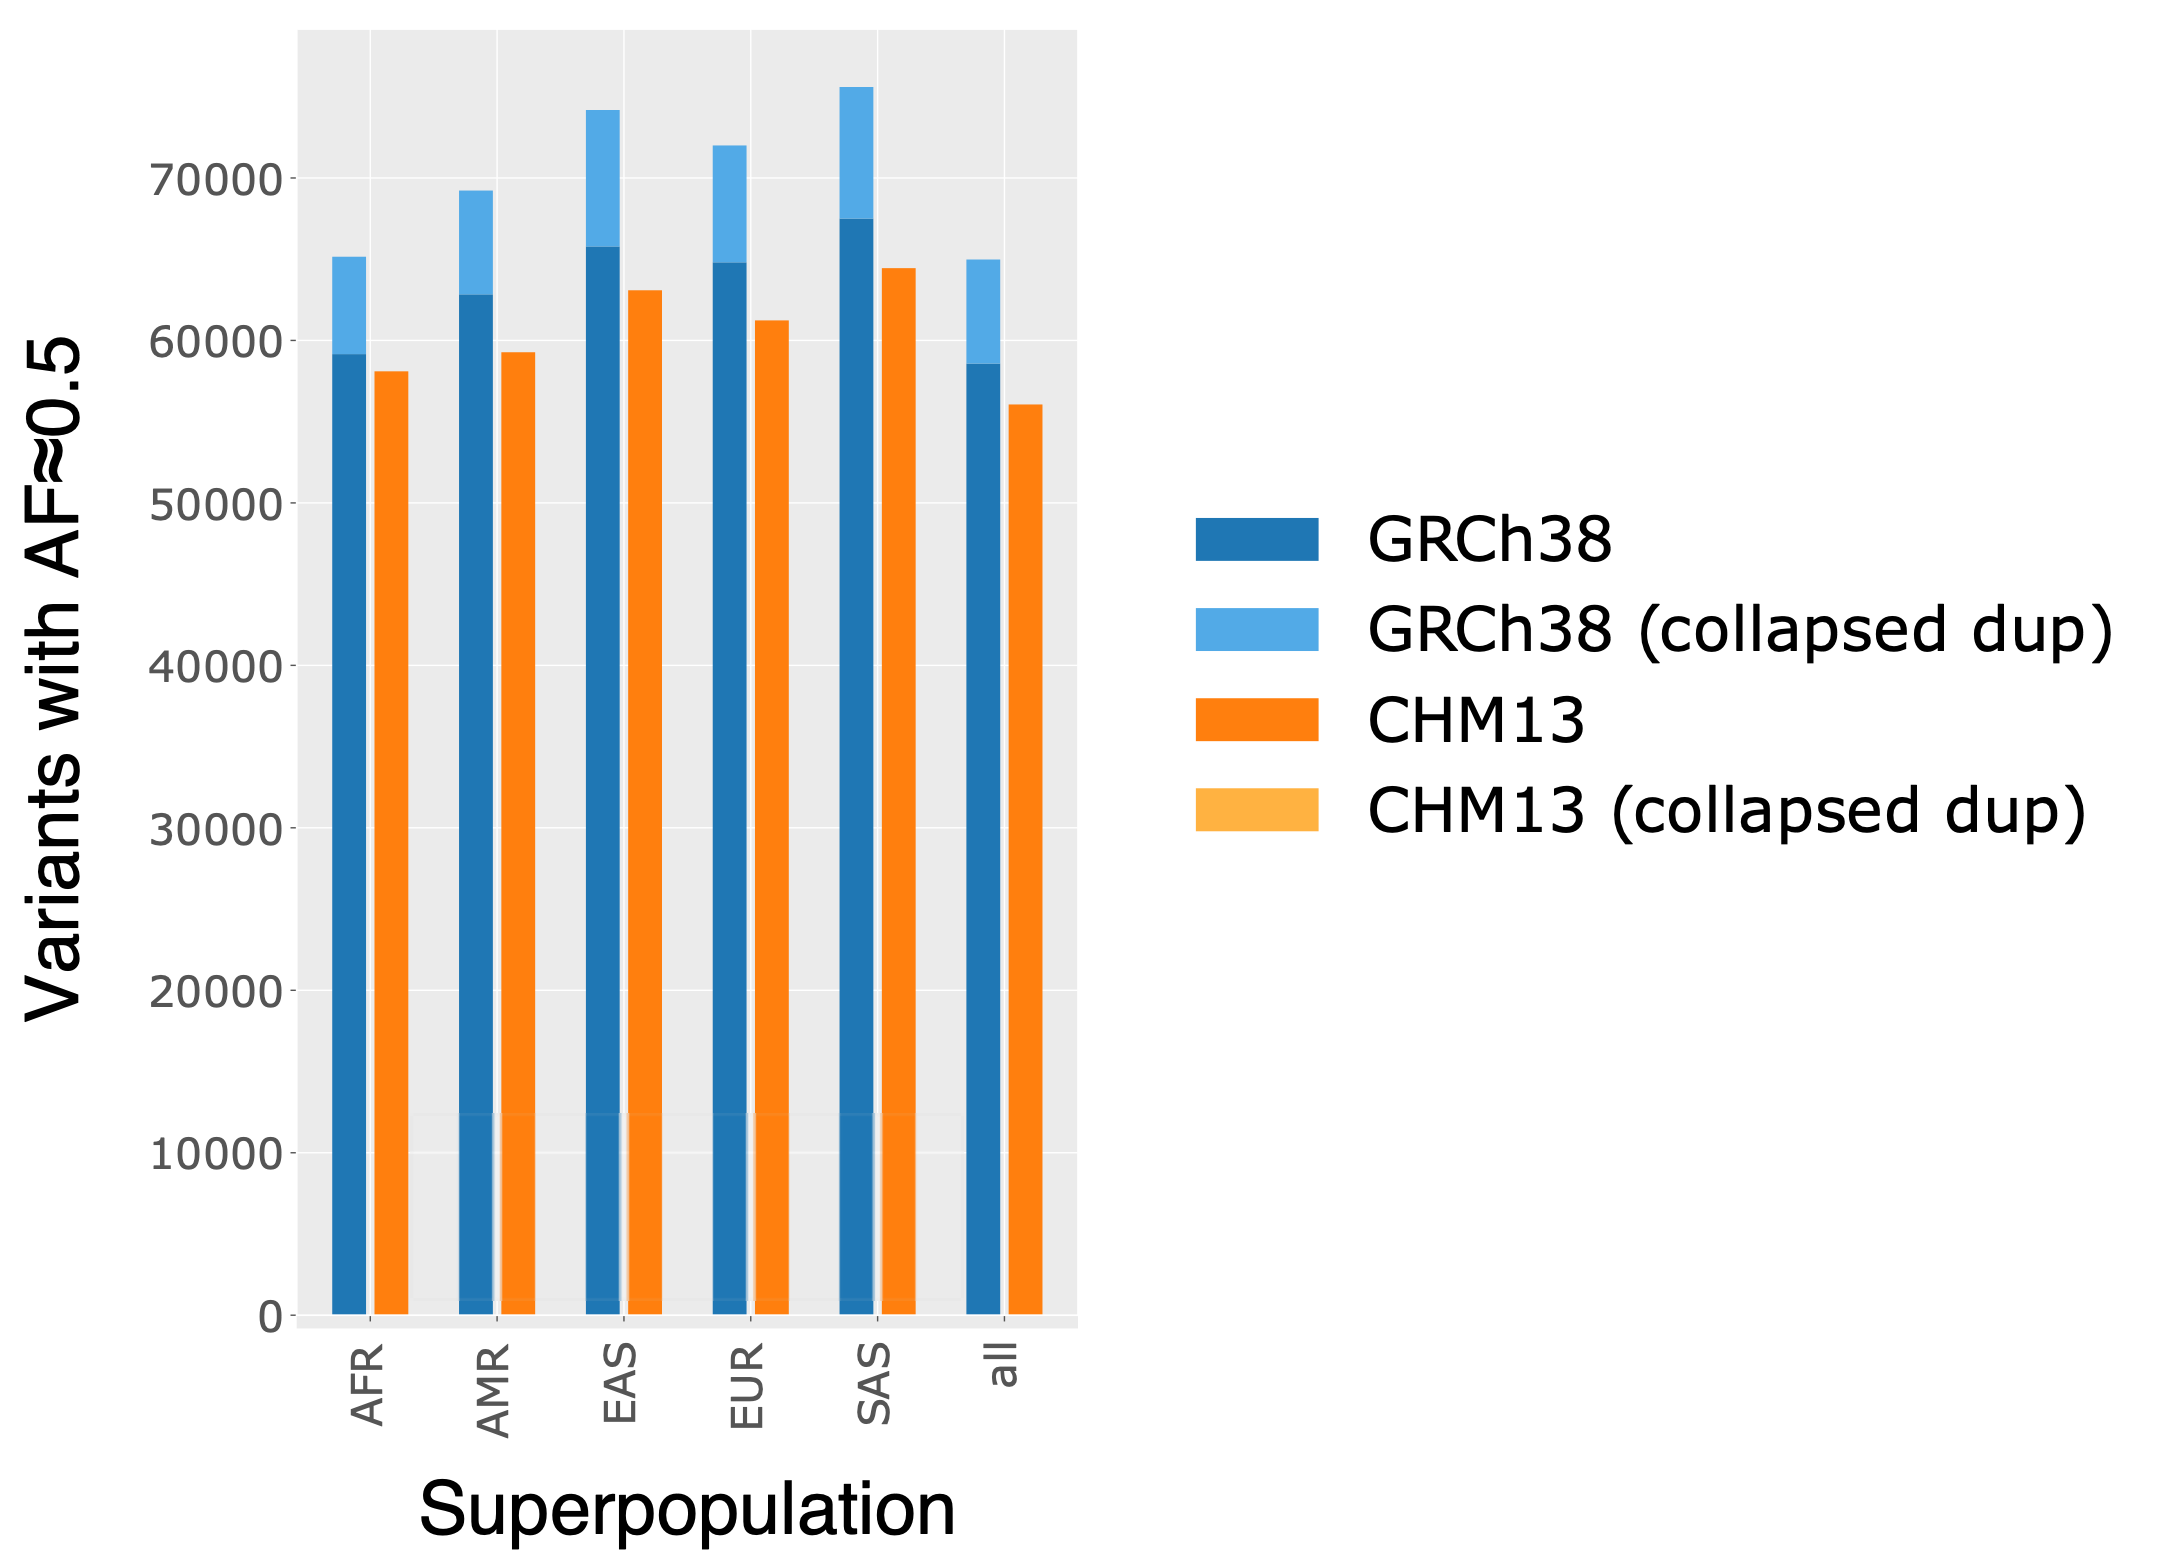 Variants with AF≈0.5
70000
60000
50000
40000
30000
20000
10000
0
AFR
AMR
EAS
EUR
SAS
all
Superpopulation
GRCh38
GRCh38 (collapsed dup)
CHM13
CHM13 (collapsed dup)